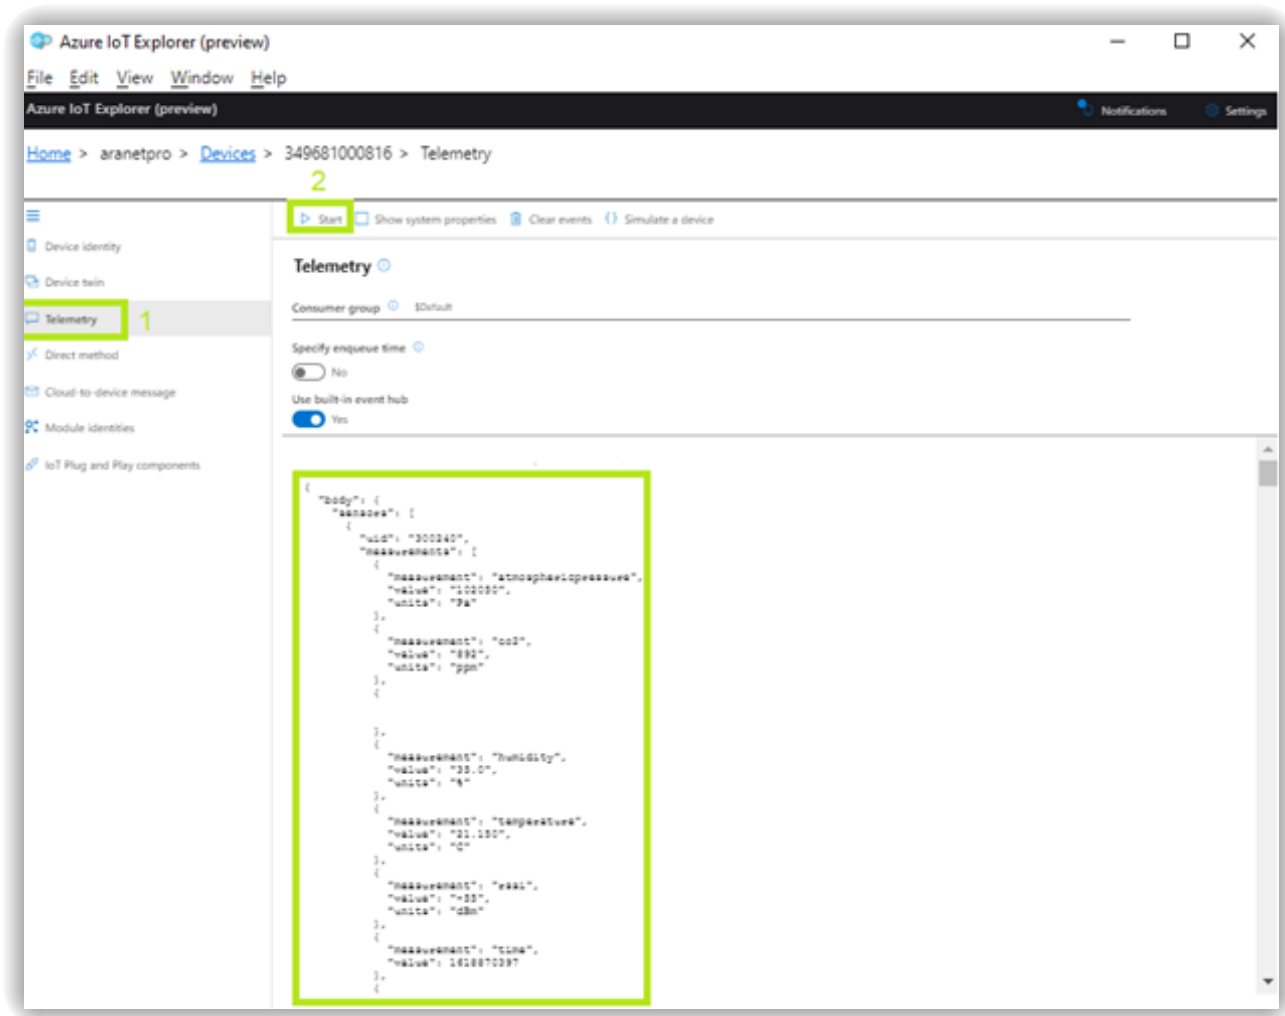 Azure IoT Explorer (preview)
File Edit View Window Help
Azure IoT Explorer (preview) Notifications Settings
Home > aranetpro > Devices > 349681000816 > Telemetry
2
Start Show system properties Clear events {} Simulate a device
Device identity
Device twin
Telemetry 1
Direct method
Cloud-to-device message
Module identities
IoT Plug and Play components
Telemetry
Consumer group $Default
Specify enqueue time
No
Use built-in event hub
Yes
{
"body": {
"sensors": [
{
"uid": "300240",
"measurements": [
{
"measurement": "atmosphericpressure",
"value": "102050",
"units": "Pa"
},
{
"measurement": "co2",
"value": "892",
"units": "ppm"
},
{
},
{
"measurement": "humidity",
"value": "35.0",
"units": "%"
},
{
"measurement": "temperature",
"value": "21.150",
"units": "C"
},
{
"measurement": "rssi",
"value": "-35",
"units": "dBm"
},
{
"measurement": "time",
"value": 1618870397
},
{